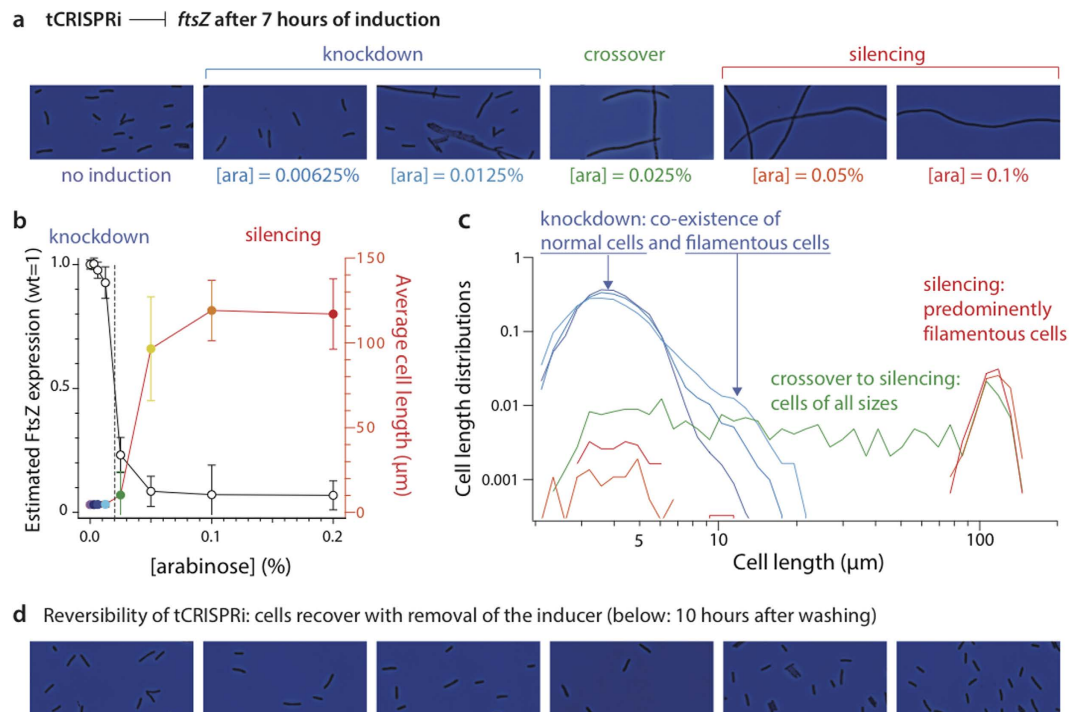 a tCRISPRi ftsZ after 7 hours of induction
knockdown crossover silencing
no induction [ara] = 0.00625% [ara] = 0.0125% [ara] = 0.025% [ara] = 0.05% [ara] = 0.1%
b
knockdown silencing
Estimated FtsZ expression (wt=1)
1.0
0.5
0
150
100
50
0
Average cell length (μm)
0.0 0.1 0.2
[arabinose] (%)
c
knockdown: co-existence of
normal cells and filamentous cells
silencing:
predominently
filamentous cells
crossover to silencing:
cells of all sizes
Cell length distributions
1
0.1
0.01
0.001
5 10 100
Cell length (μm)
d Reversibility of tCRISPRi: cells recover with removal of the inducer (below: 10 hours after washing)